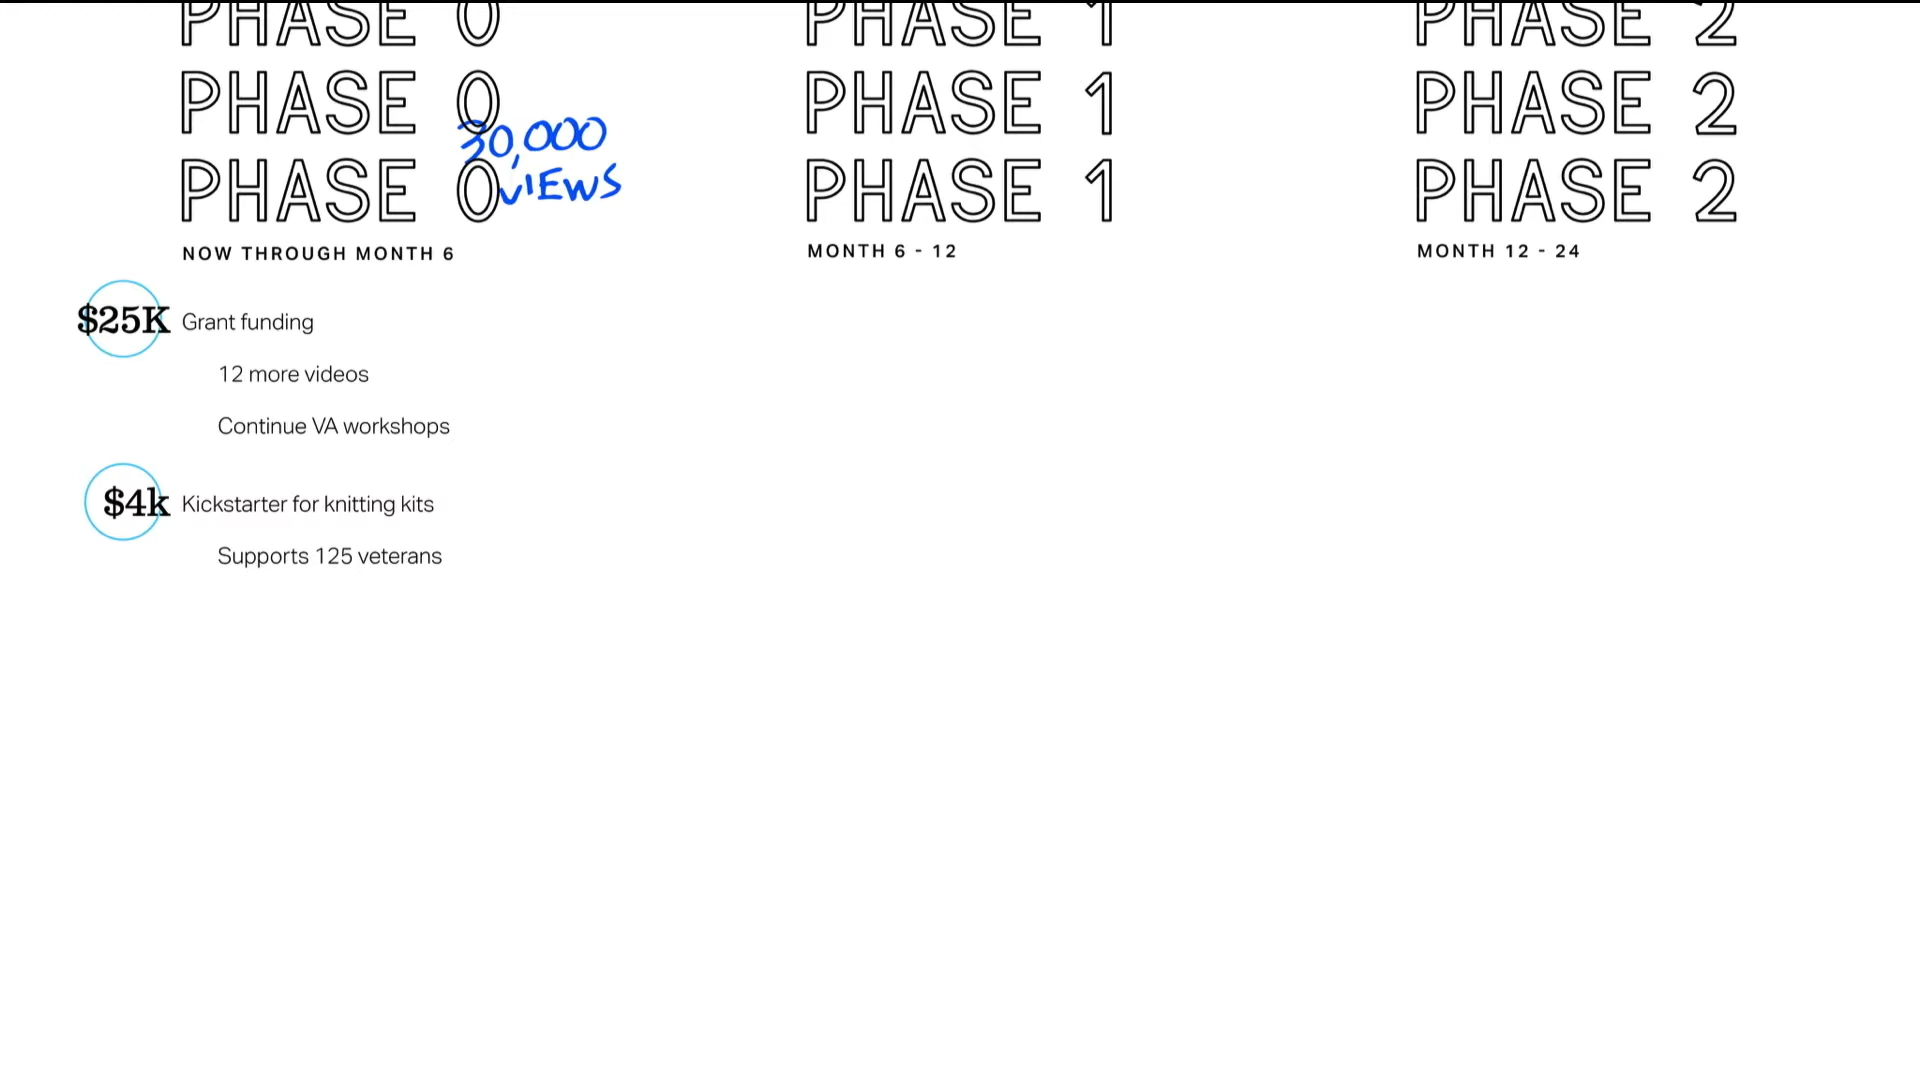 PHASE 0
PHASE 0
PHASE 0
30,000
VIEWS
NOW THROUGH MONTH 6
$25K Grant funding
12 more videos
Continue VA workshops
$4k Kickstarter for knitting kits
Supports 125 veterans
PHASE 1
PHASE 1
PHASE 1
MONTH 6 - 12
PHASE 2
PHASE 2
PHASE 2
MONTH 12 - 24